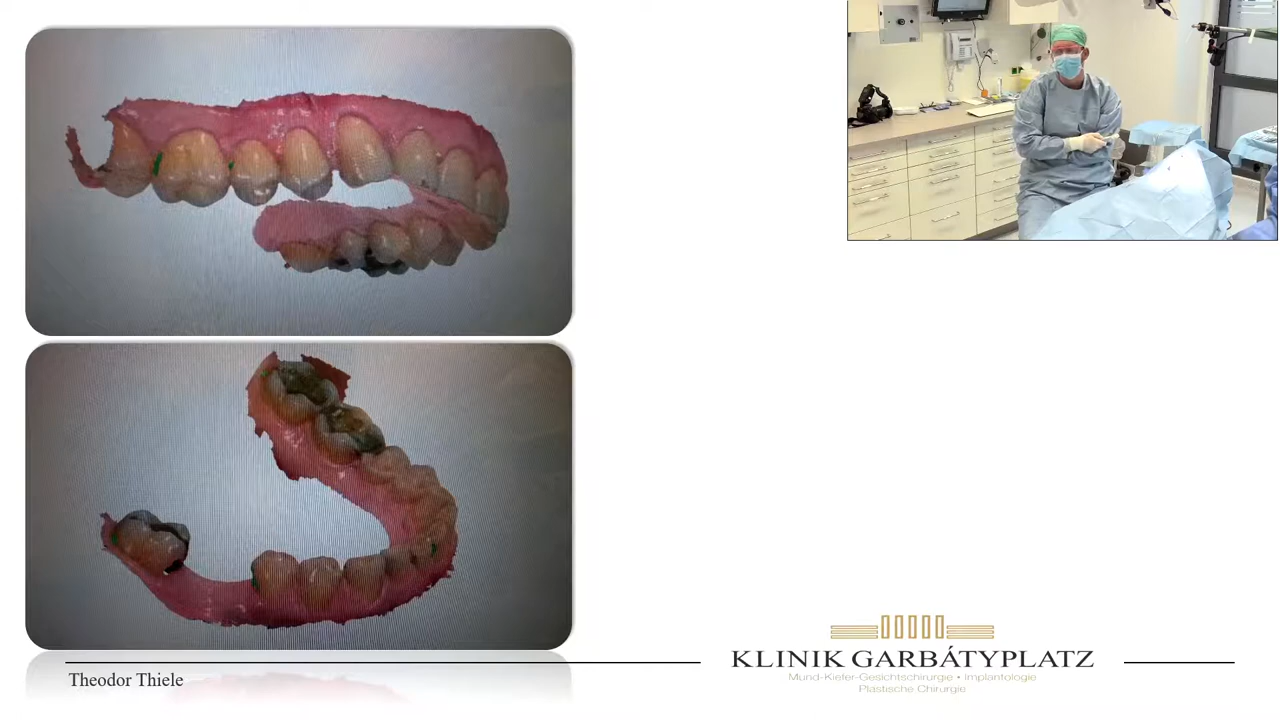 Theodor Thiele
KLINIK GARBÁTYPLATZ
Mund-Kiefer-Gesichtschirurgie • Implantologie
Plastische Chirurgie